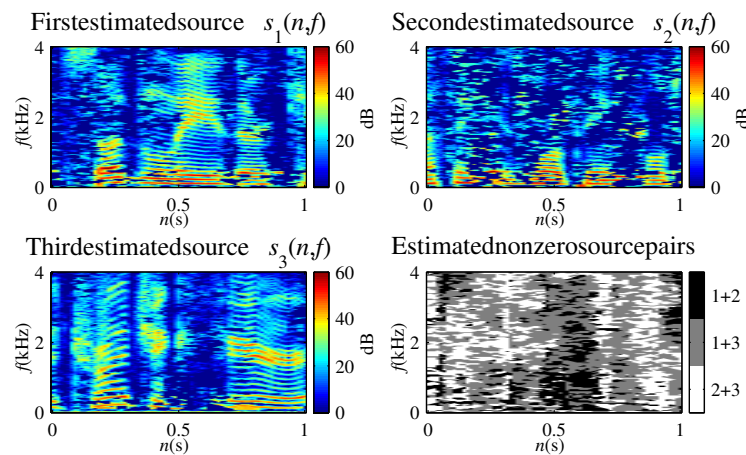 Firstestimatedsource s₁(n,f)
4
2
0
f(kHz)
0 0.5 1
n(s)
60
40
20
0
dB
Secondestimatedsource s₂(n,f)
4
2
0
f(kHz)
0 0.5 1
n(s)
60
40
20
0
dB
Thirdestimatedsource s₃(n,f)
4
2
0
f(kHz)
0 0.5 1
n(s)
60
40
20
0
dB
Estimatednonzerosourcepairs
4
2
0
f(kHz)
0 0.5 1
n(s)
1+2
1+3
2+3